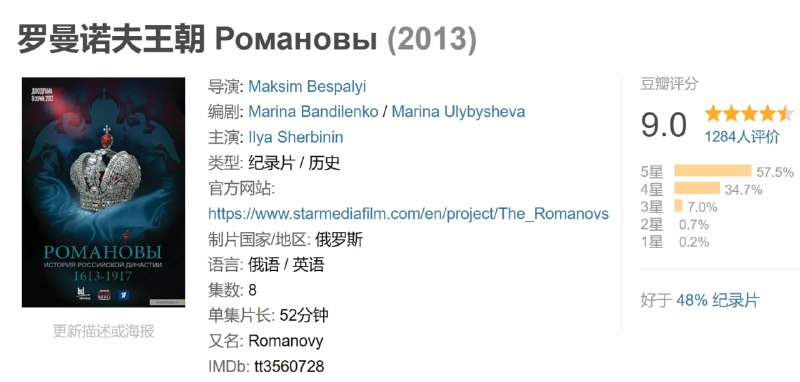 罗曼诺夫王朝 Романовы (2013)
ДОКУДРАМА
8 СЕРИЙ, 2013
РОМАНОВЫ
ИСТОРИЯ РОССИЙСКОЙ ДИНАСТИИ
1613-1917
更新描述或海报
导演: Maksim Bespalyi
编剧: Marina Bandilenko / Marina Ulybysheva
主演: Ilya Sherbinin
类型: 纪录片 / 历史
官方网站:
https://www.starmediafilm.com/en/project/The_Romanovs
制片国家/地区: 俄罗斯
语言: 俄语 / 英语
集数: 8
单集片长: 52分钟
又名: Romanovy
IMDb: tt3560728
豆瓣评分
9.0
1284人评价
5星 57.5%
4星 34.7%
3星 7.0%
2星 0.7%
1星 0.2%
好于 48% 纪录片